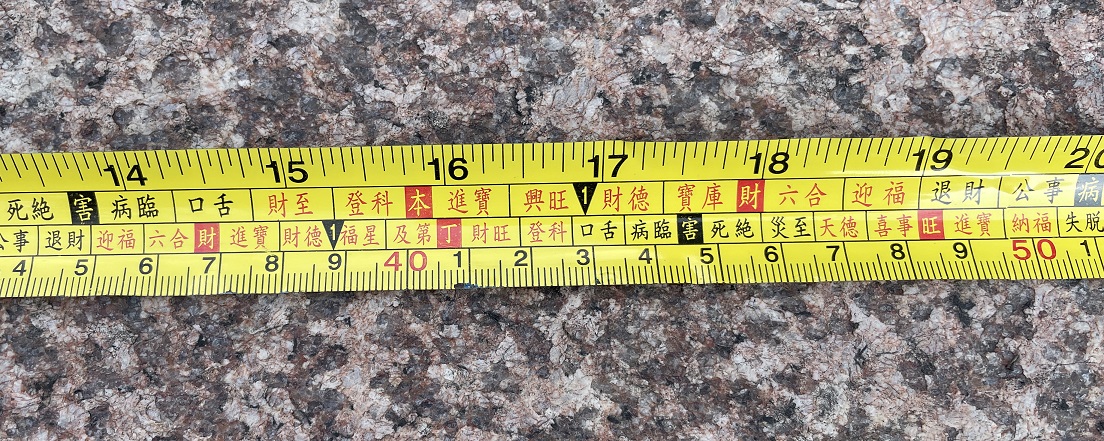 14 15 16 17 18 19 20
死絕 害 病臨 口舌 財至 登科 本 進寶 興旺 1 財德 寶庫 財 六合 迎福 退財 公事 病
公事 退財 迎福 六合 財 進寶 財德 1 福星 及第 丁 財旺 登科 口舌 病臨 害 死絕 災至 天德 喜事 旺 進寶 納福 失脫
4 5 6 7 8 9 40 1 2 3 4 5 6 7 8 9 50 1